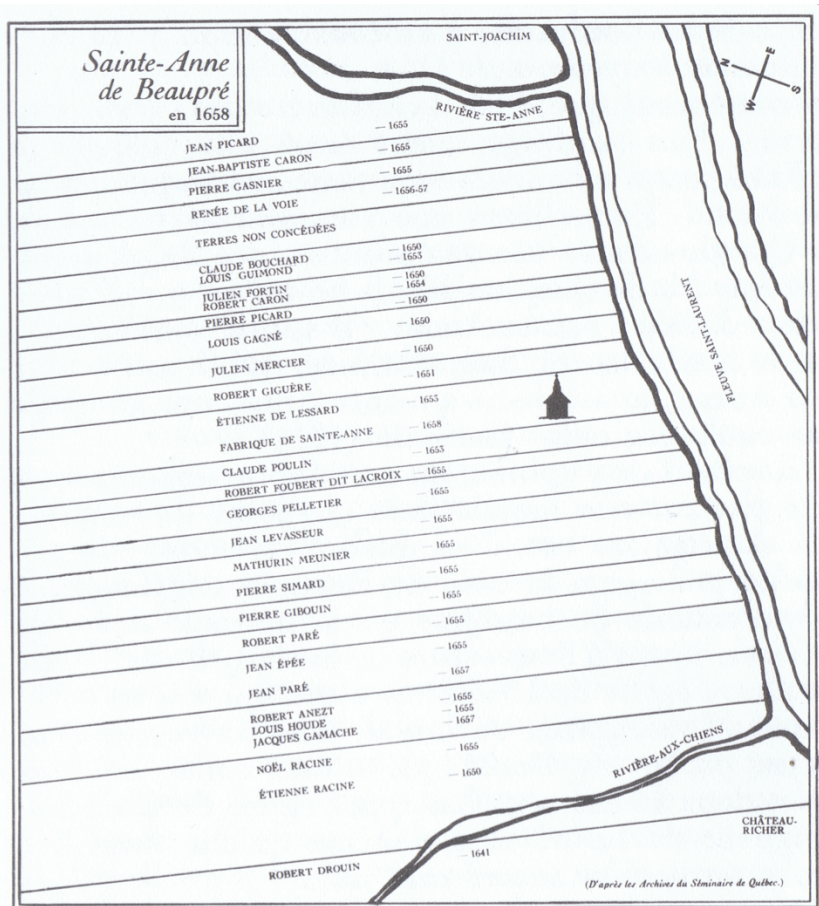 Sainte-Anne
de Beaupré
en 1658
SAINT-JOACHIM
N
E
W
S
RIVIÈRE STE-ANNE
JEAN PICARD — 1655
JEAN-BAPTISTE CARON — 1655
PIERRE GASNIER — 1655
RENÉE DE LA VOIE — 1656-57
TERRES NON CONCÉDÉES
CLAUDE BOUCHARD — 1650
LOUIS GUIMOND — 1653
JULIEN FORTIN — 1650
ROBERT CARON — 1654
PIERRE PICARD — 1650
LOUIS GAGNÉ — 1650
JULIEN MERCIER — 1650
ROBERT GIGUÈRE — 1651
ÉTIENNE DE LESSARD — 1653
FABRIQUE DE SAINTE-ANNE — 1658
CLAUDE POULIN — 1653
ROBERT FOUBERT DIT LACROIX — 1655
GEORGES PELLETIER — 1655
JEAN LEVASSEUR — 1655
MATHURIN MEUNIER — 1655
PIERRE SIMARD — 1655
PIERRE GIBOUIN — 1655
ROBERT PARÉ — 1655
JEAN ÉPÉE — 1655
JEAN PARÉ — 1657
ROBERT ANEZT — 1655
LOUIS HOUDE — 1655
JACQUES GAMACHE — 1657
NOËL RACINE — 1655
ÉTIENNE RACINE — 1650
FLEUVE SAINT-LAURENT
RIVIÈRE-AUX-CHIENS
CHÂTEAU-
RICHER
ROBERT DROUIN — 1641
(D'après les Archives du Séminaire de Québec.)